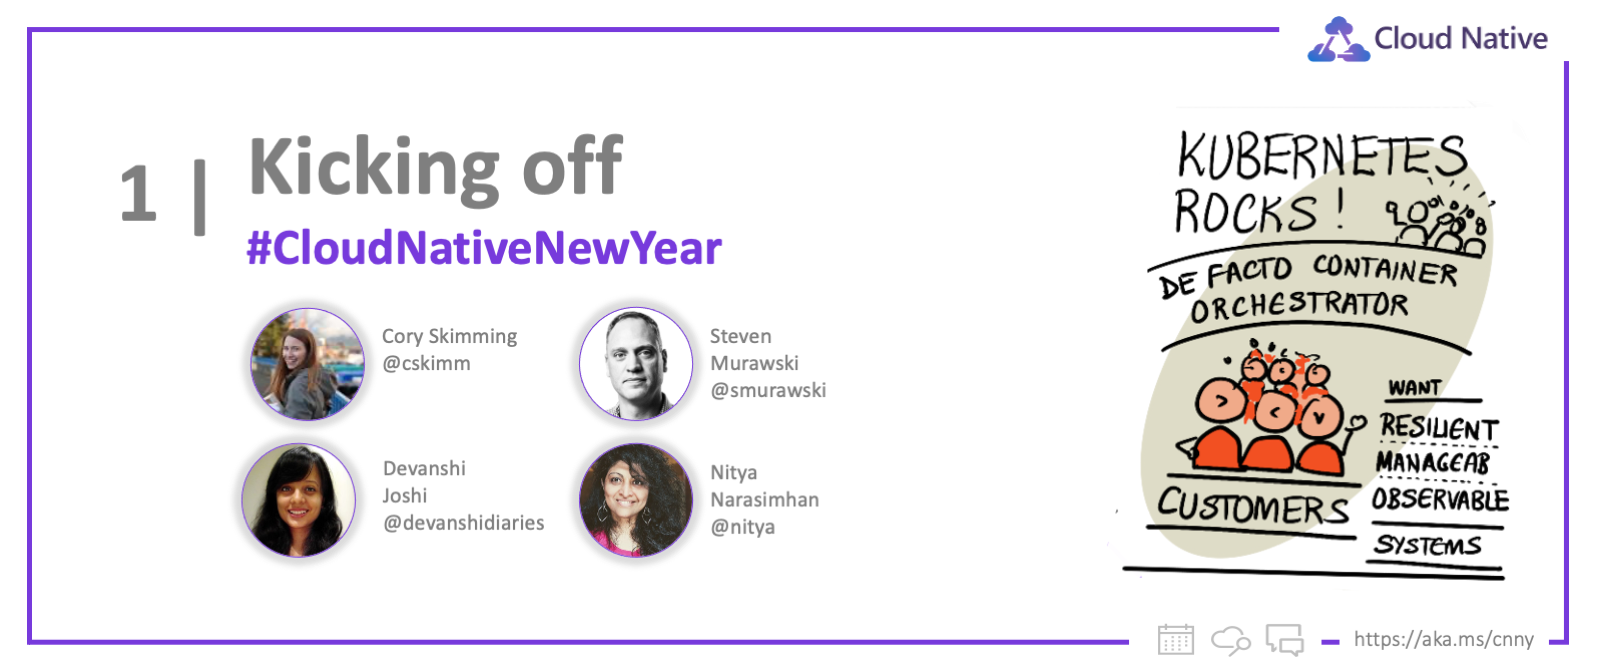 Cloud Native
1 |
Kicking off
#CloudNativeNewYear
Cory Skimming
@cskimm
Steven
Murawski
@smurawski
Devanshi
Joshi
@devanshidiaries
Nitya
Narasimhan
@nitya
KUBERNETES
ROCKS!
DE FACTO CONTAINER
ORCHESTRATOR
CUSTOMERS
WANT
RESILIENT
MANAGEAB
OBSERVABLE
SYSTEMS
https://aka.ms/cnny